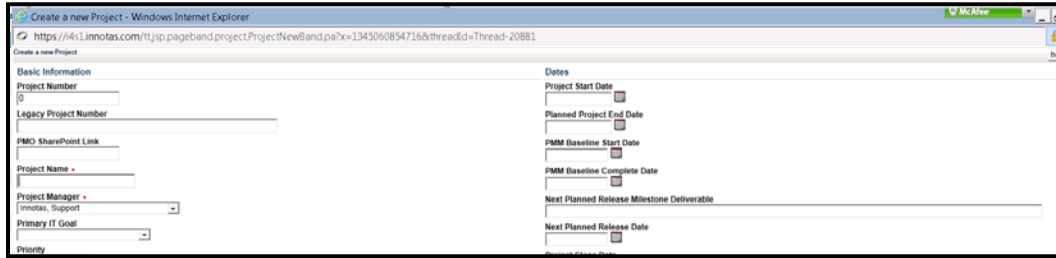 Create a new Project - Windows Internet Explorer
McAfee
https://i4s1.innotas.com/tt.jsp.pageband.project.ProjectNewBand.pa?x=1345060854716&threadId=Thread-20881
Create a new Project
Basic Information
Project Number
0
Legacy Project Number
PMO SharePoint Link
Project Name
Project Manager
Innotas, Support
Primary IT Goal
Priority
Dates
Project Start Date
Planned Project End Date
PMM Baseline Start Date
PMM Baseline Complete Date
Next Planned Release Milestone Deliverable
Next Planned Release Date
Project Close Date